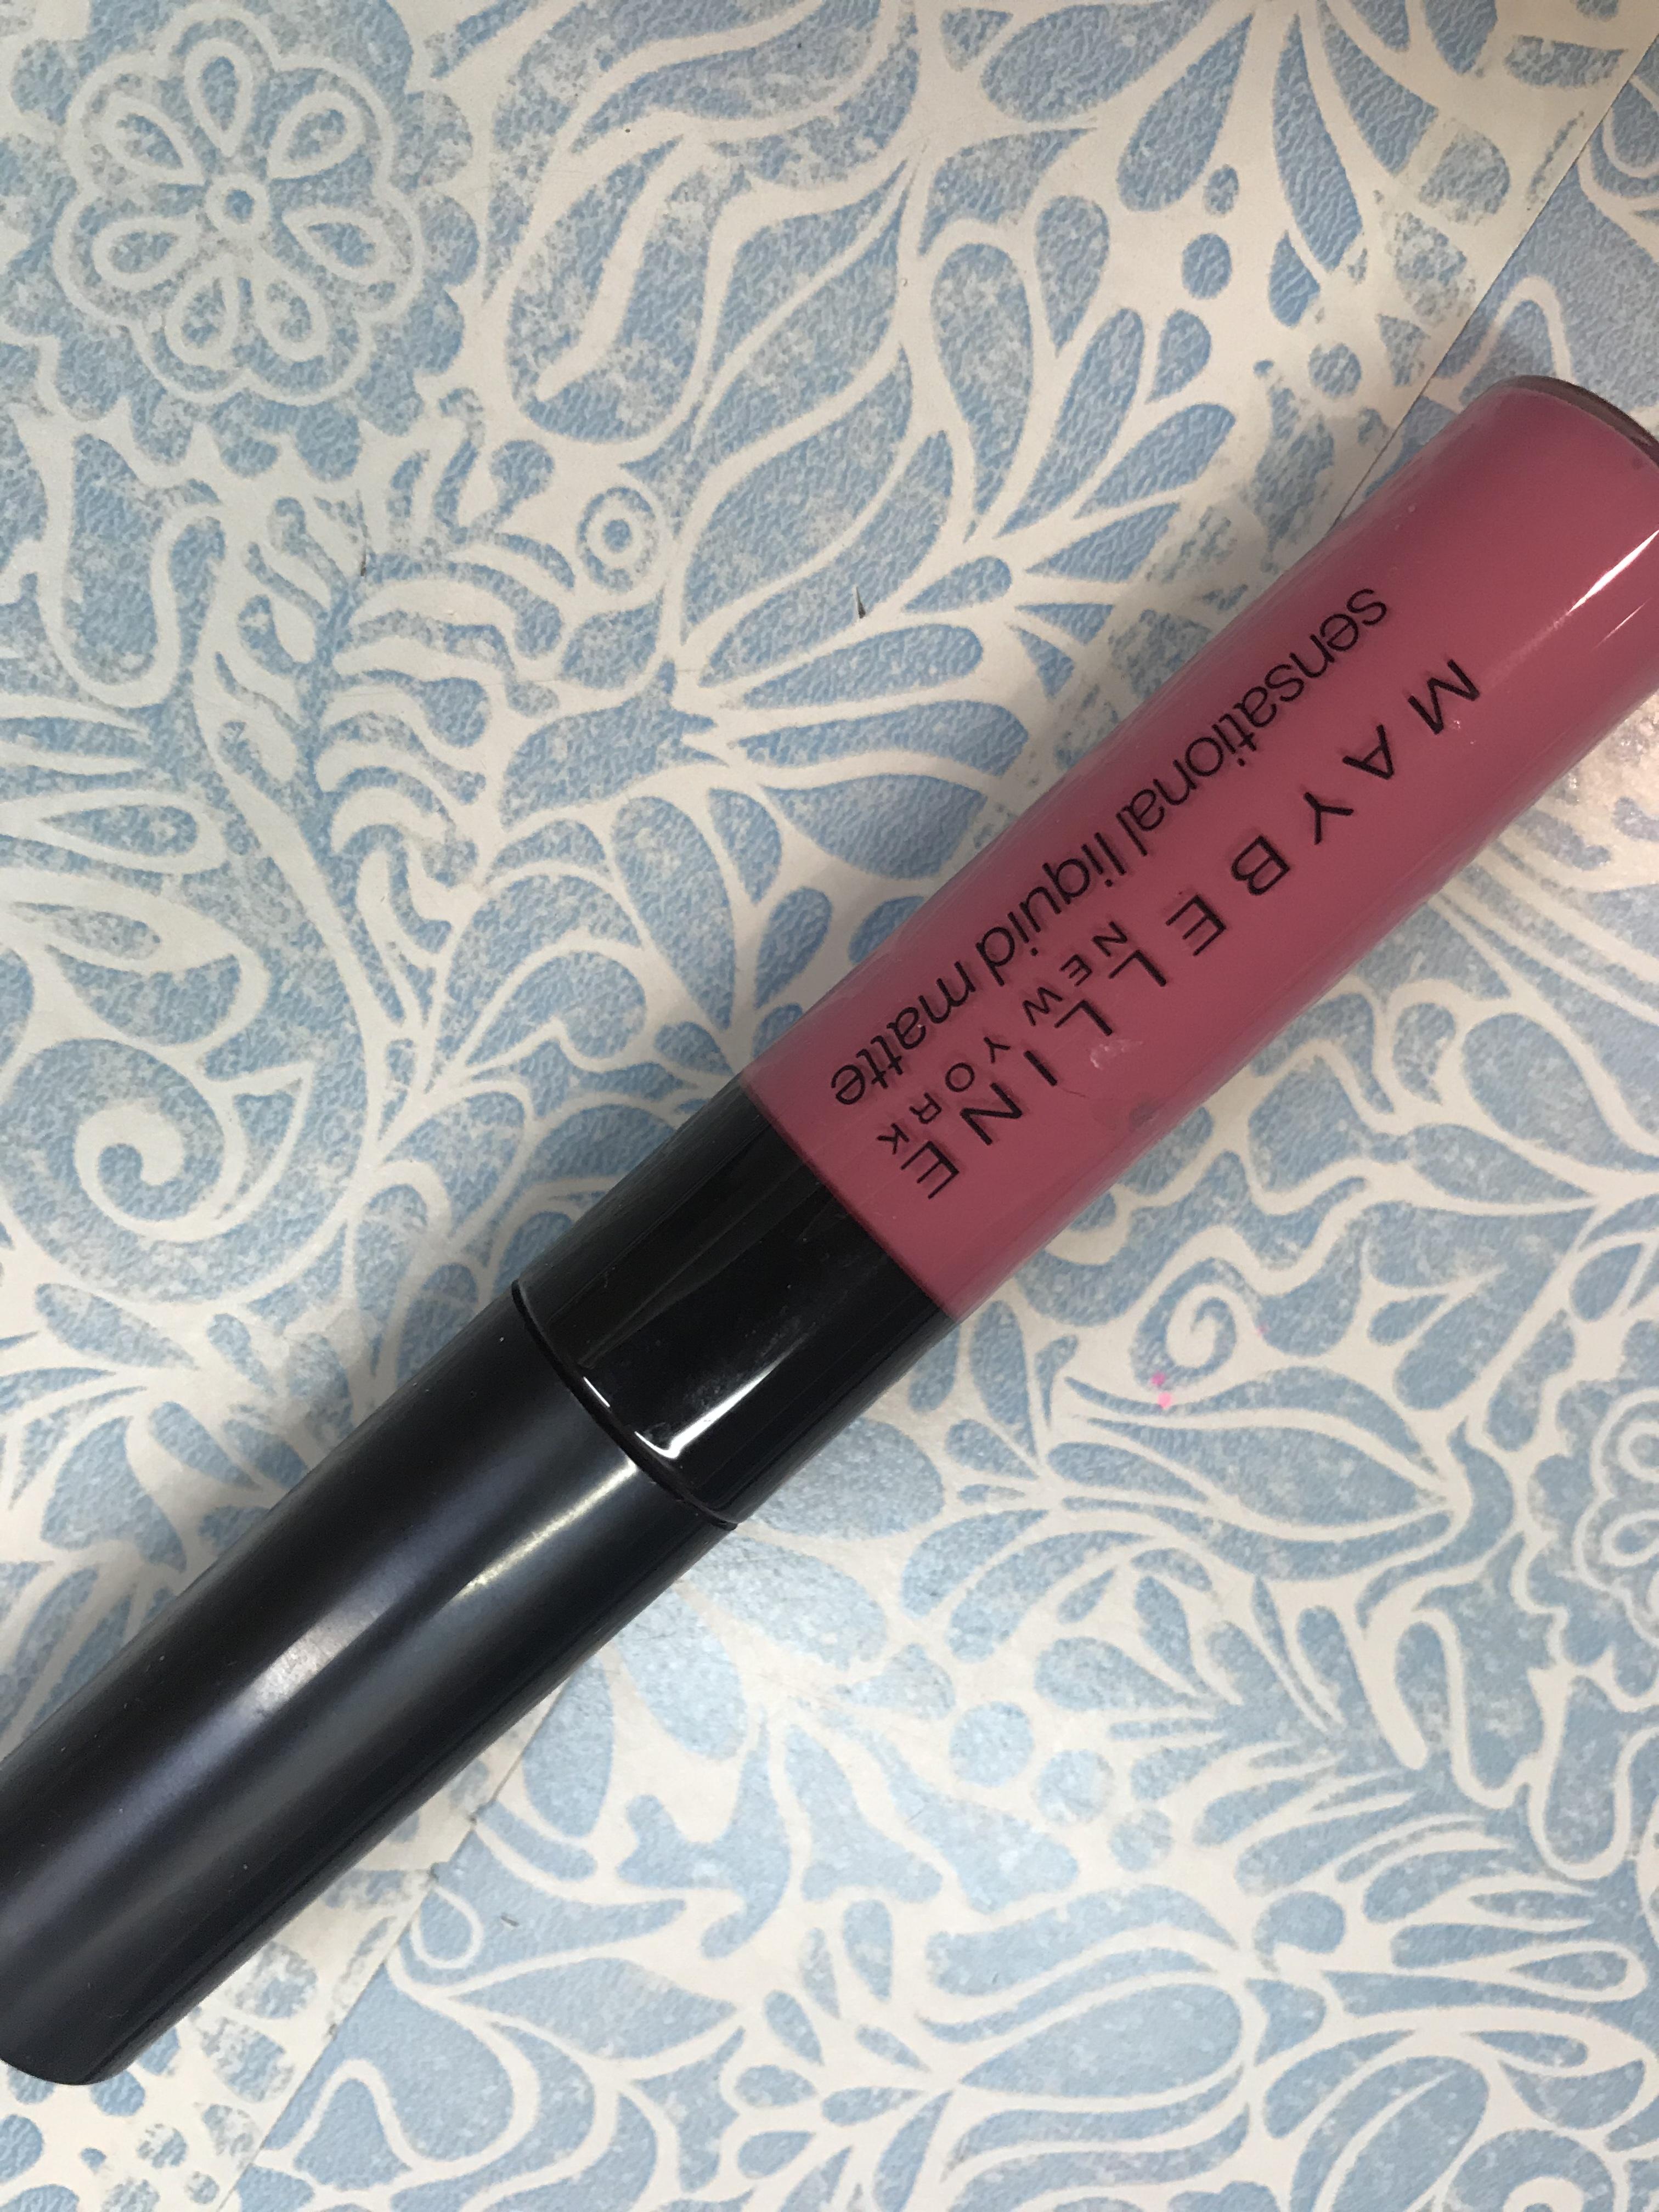 MAYBELLINE
NEW YORK
sensational liquid matte